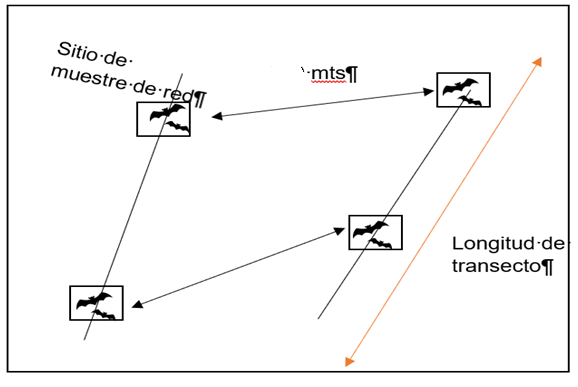 Sitio·de·
muestre·de·red¶
·mts¶
Longitud·de·
transecto¶